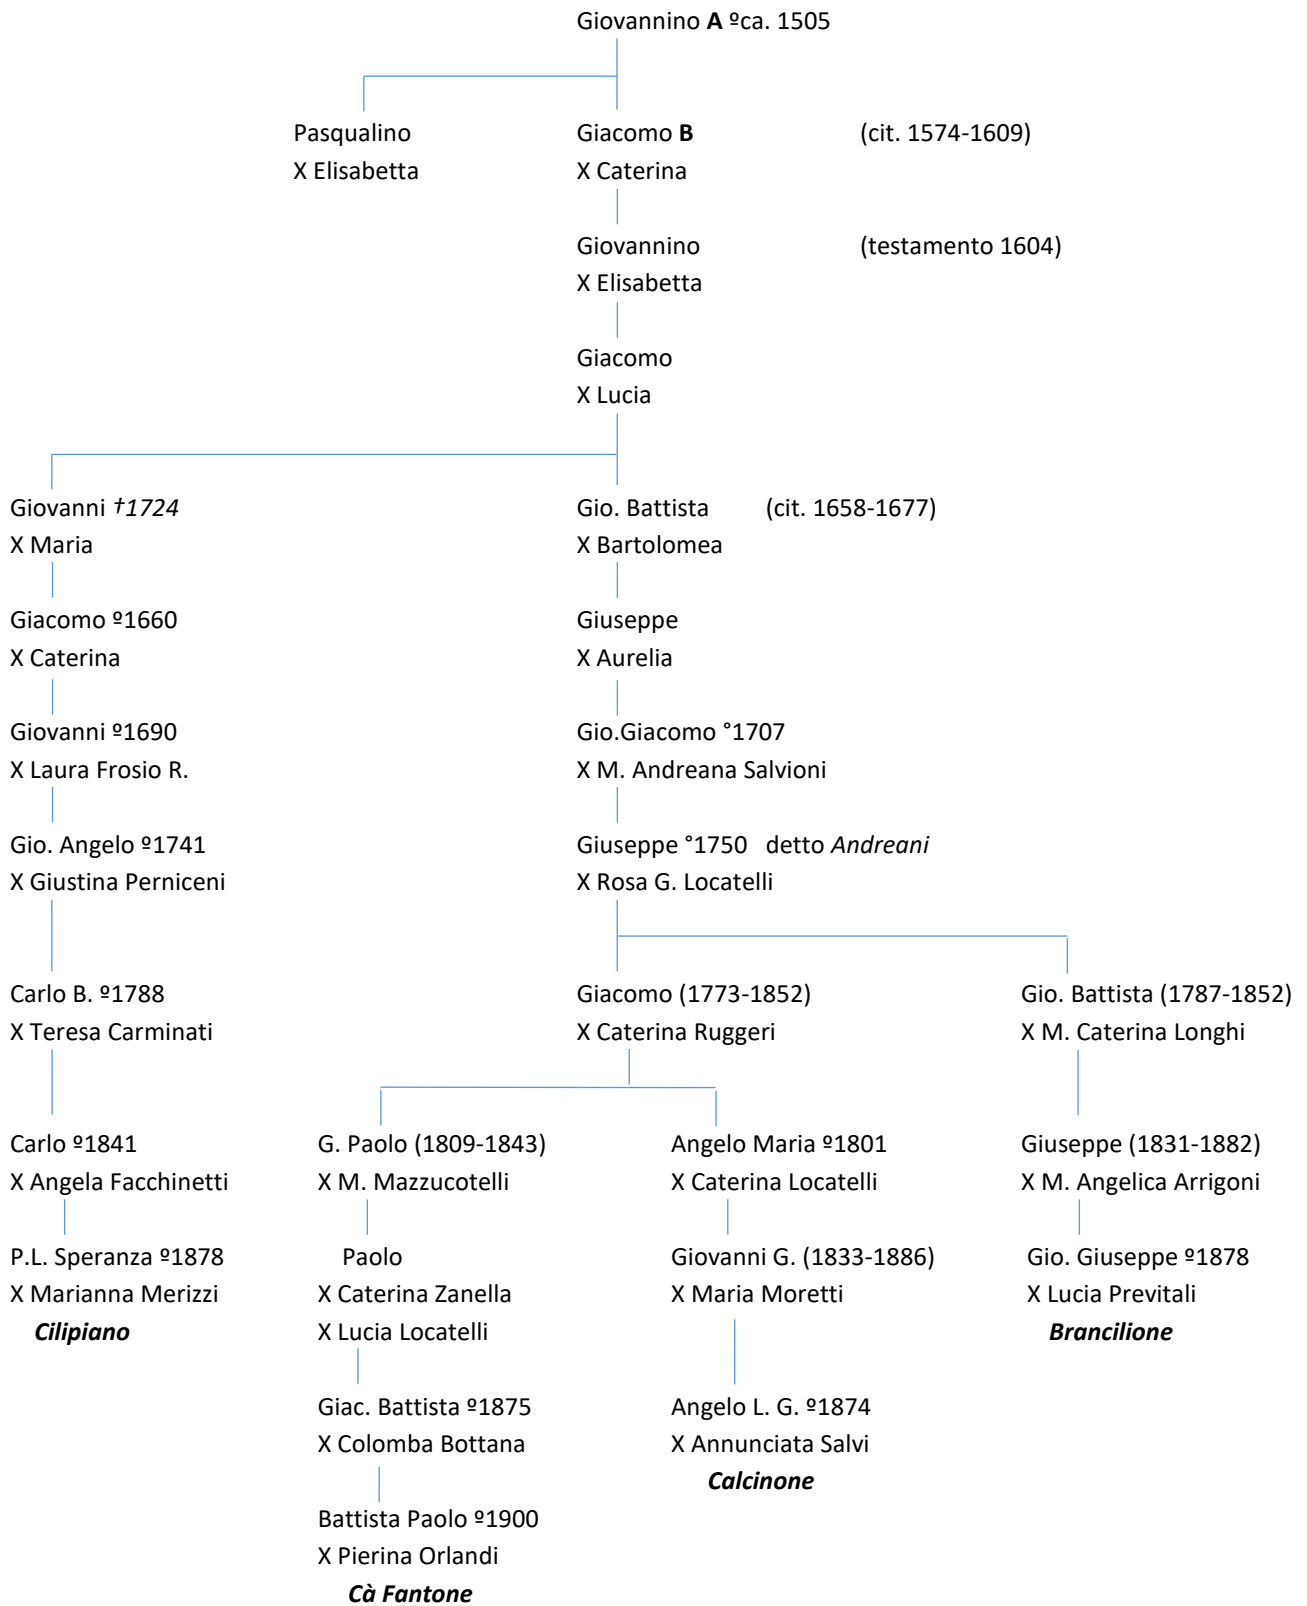 Giovannino A ºca. 1505
Pasqualino Giacomo B (cit. 1574-1609)
X Elisabetta X Caterina
Giovannino (testamento 1604)
X Elisabetta
Giacomo
X Lucia
Giovanni †1724 Gio. Battista (cit. 1658-1677)
X Maria X Bartolomea
Giacomo º1660 Giuseppe
X Caterina X Aurelia
Giovanni º1690 Gio.Giacomo °1707
X Laura Frosio R. X M. Andreana Salvioni
Gio. Angelo º1741 Giuseppe °1750 detto Andreani
X Giustina Perniceni X Rosa G. Locatelli
Carlo B. º1788 Giacomo (1773-1852) Gio. Battista (1787-1852)
X Teresa Carminati X Caterina Ruggeri X M. Caterina Longhi
Carlo º1841 G. Paolo (1809-1843) Angelo Maria º1801 Giuseppe (1831-1882)
X Angela Facchinetti X M. Mazzucotelli X Caterina Locatelli X M. Angelica Arrigoni
P.L. Speranza º1878 Paolo Giovanni G. (1833-1886) Gio. Giuseppe º1878
X Marianna Merizzi X Caterina Zanella X Maria Moretti X Lucia Previtali
Cilipiano X Lucia Locatelli Brancilione
Giac. Battista º1875 Angelo L. G. º1874
X Colomba Bottana X Annunciata Salvi
Calcinone
Battista Paolo º1900
X Pierina Orlandi
Cà Fantone